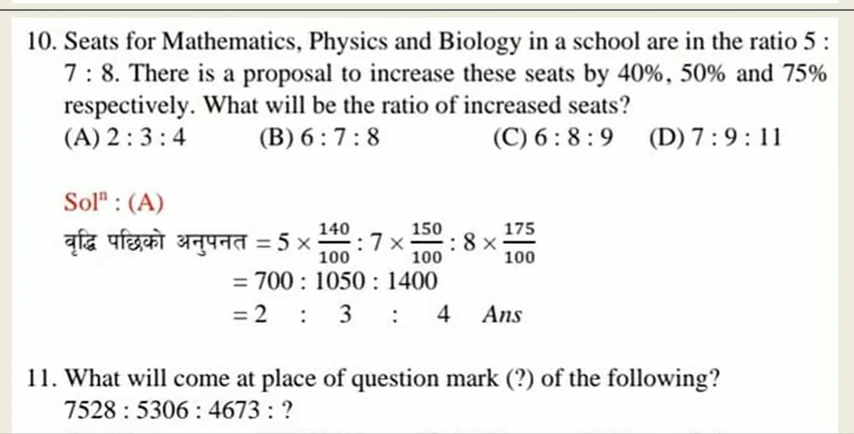 10. Seats for Mathematics, Physics and Biology in a school are in the ratio 5 :
7 : 8. There is a proposal to increase these seats by 40%, 50% and 75%
respectively. What will be the ratio of increased seats?
(A) 2 : 3 : 4 (B) 6 : 7 : 8 (C) 6 : 8 : 9 (D) 7 : 9 : 11
Solⁿ : (A)
वृद्धि पछिको अनुपनत = 5 × 140/100 : 7 × 150/100 : 8 × 175/100
= 700 : 1050 : 1400
= 2 : 3 : 4 Ans
11. What will come at place of question mark (?) of the following?
7528 : 5306 : 4673 : ?